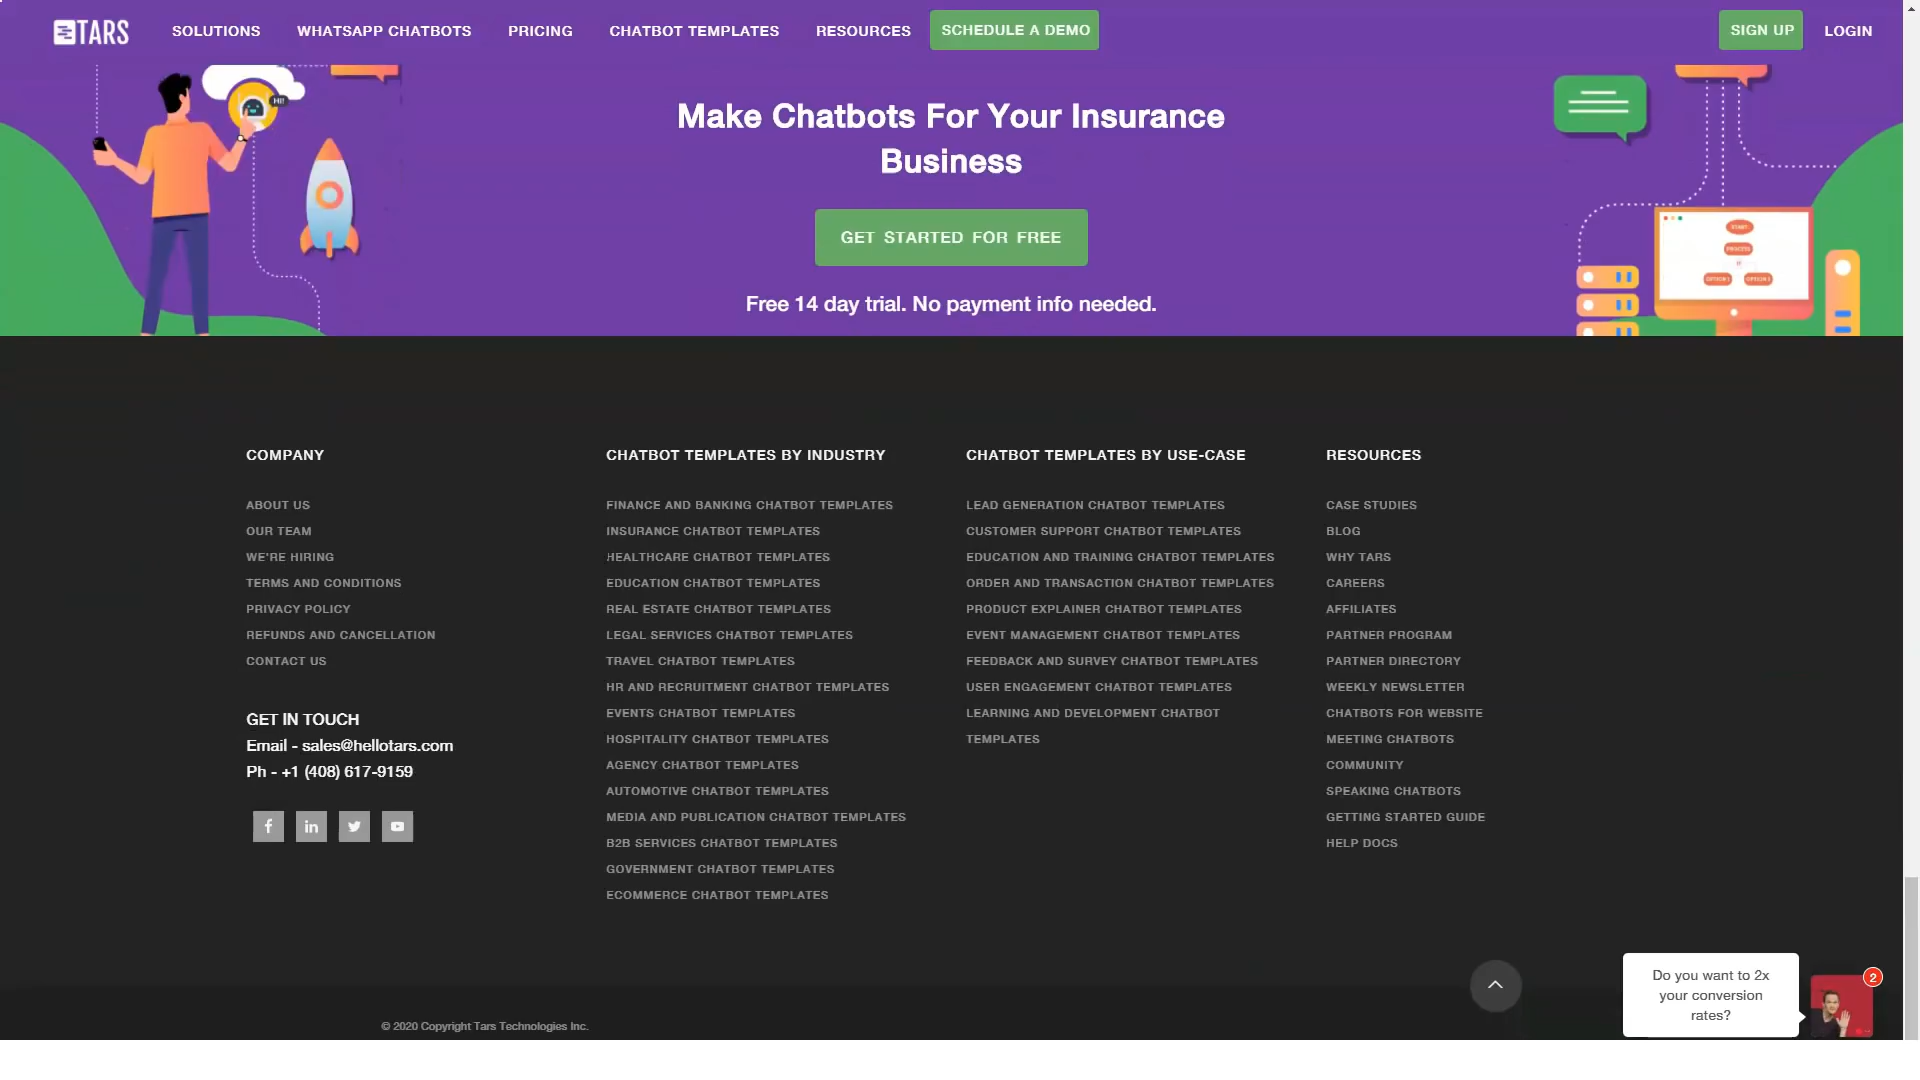 TARS
SOLUTIONS
WHATSAPP CHATBOTS
PRICING
CHATBOT TEMPLATES
RESOURCES
SCHEDULE A DEMO
SIGN UP
LOGIN
HI!
Make Chatbots For Your Insurance
Business
GET STARTED FOR FREE
Free 14 day trial. No payment info needed.
START
PROCESS
IF
OPTION 1
COMPANY
ABOUT US
OUR TEAM
WE'RE HIRING
TERMS AND CONDITIONS
PRIVACY POLICY
REFUNDS AND CANCELLATION
CONTACT US
GET IN TOUCH
Email - sales@hellotars.com
Ph - +1 (408) 617-9159
CHATBOT TEMPLATES BY INDUSTRY
FINANCE AND BANKING CHATBOT TEMPLATES
INSURANCE CHATBOT TEMPLATES
HEALTHCARE CHATBOT TEMPLATES
EDUCATION CHATBOT TEMPLATES
REAL ESTATE CHATBOT TEMPLATES
LEGAL SERVICES CHATBOT TEMPLATES
TRAVEL CHATBOT TEMPLATES
HR AND RECRUITMENT CHATBOT TEMPLATES
EVENTS CHATBOT TEMPLATES
HOSPITALITY CHATBOT TEMPLATES
AGENCY CHATBOT TEMPLATES
AUTOMOTIVE CHATBOT TEMPLATES
MEDIA AND PUBLICATION CHATBOT TEMPLATES
B2B SERVICES CHATBOT TEMPLATES
GOVERNMENT CHATBOT TEMPLATES
ECOMMERCE CHATBOT TEMPLATES
CHATBOT TEMPLATES BY USE-CASE
LEAD GENERATION CHATBOT TEMPLATES
CUSTOMER SUPPORT CHATBOT TEMPLATES
EDUCATION AND TRAINING CHATBOT TEMPLATES
ORDER AND TRANSACTION CHATBOT TEMPLATES
PRODUCT EXPLAINER CHATBOT TEMPLATES
EVENT MANAGEMENT CHATBOT TEMPLATES
FEEDBACK AND SURVEY CHATBOT TEMPLATES
USER ENGAGEMENT CHATBOT TEMPLATES
LEARNING AND DEVELOPMENT CHATBOT
TEMPLATES
RESOURCES
CASE STUDIES
BLOG
WHY TARS
CAREERS
AFFILIATES
PARTNER PROGRAM
PARTNER DIRECTORY
WEEKLY NEWSLETTER
CHATBOTS FOR WEBSITE
MEETING CHATBOTS
COMMUNITY
SPEAKING CHATBOTS
GETTING STARTED GUIDE
HELP DOCS
© 2020 Copyright Tars Technologies Inc.
Do you want to 2x
your conversion
rates?
2